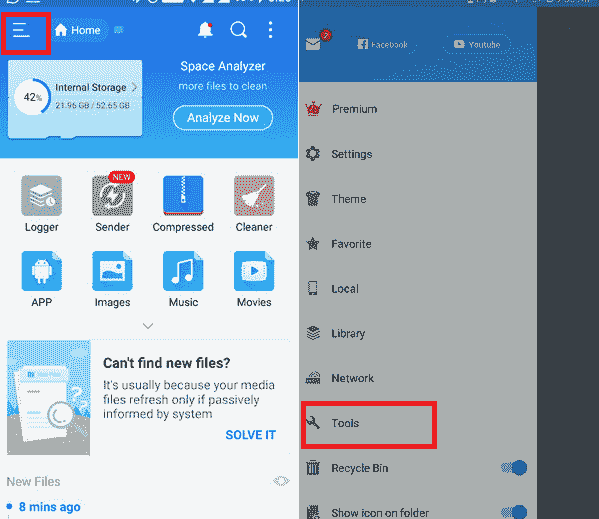 Home
42%
Internal Storage
21.96 GB / 52.65 GB
Space Analyzer
more files to clean
Analyze Now
NEW
Logger
Sender
Compressed
Cleaner
APP
Images
Music
Movies
Can't find new files?
It's usually because your media
files refresh only if passively
informed by system
SOLVE IT
New Files
8 mins ago
2
Facebook
Youtube
Premium
Settings
Theme
Favorite
Local
Library
Network
Tools
Recycle Bin
Show icon on folder